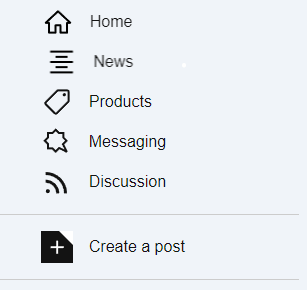 Home
News
Products
Messaging
Discussion
Create a post